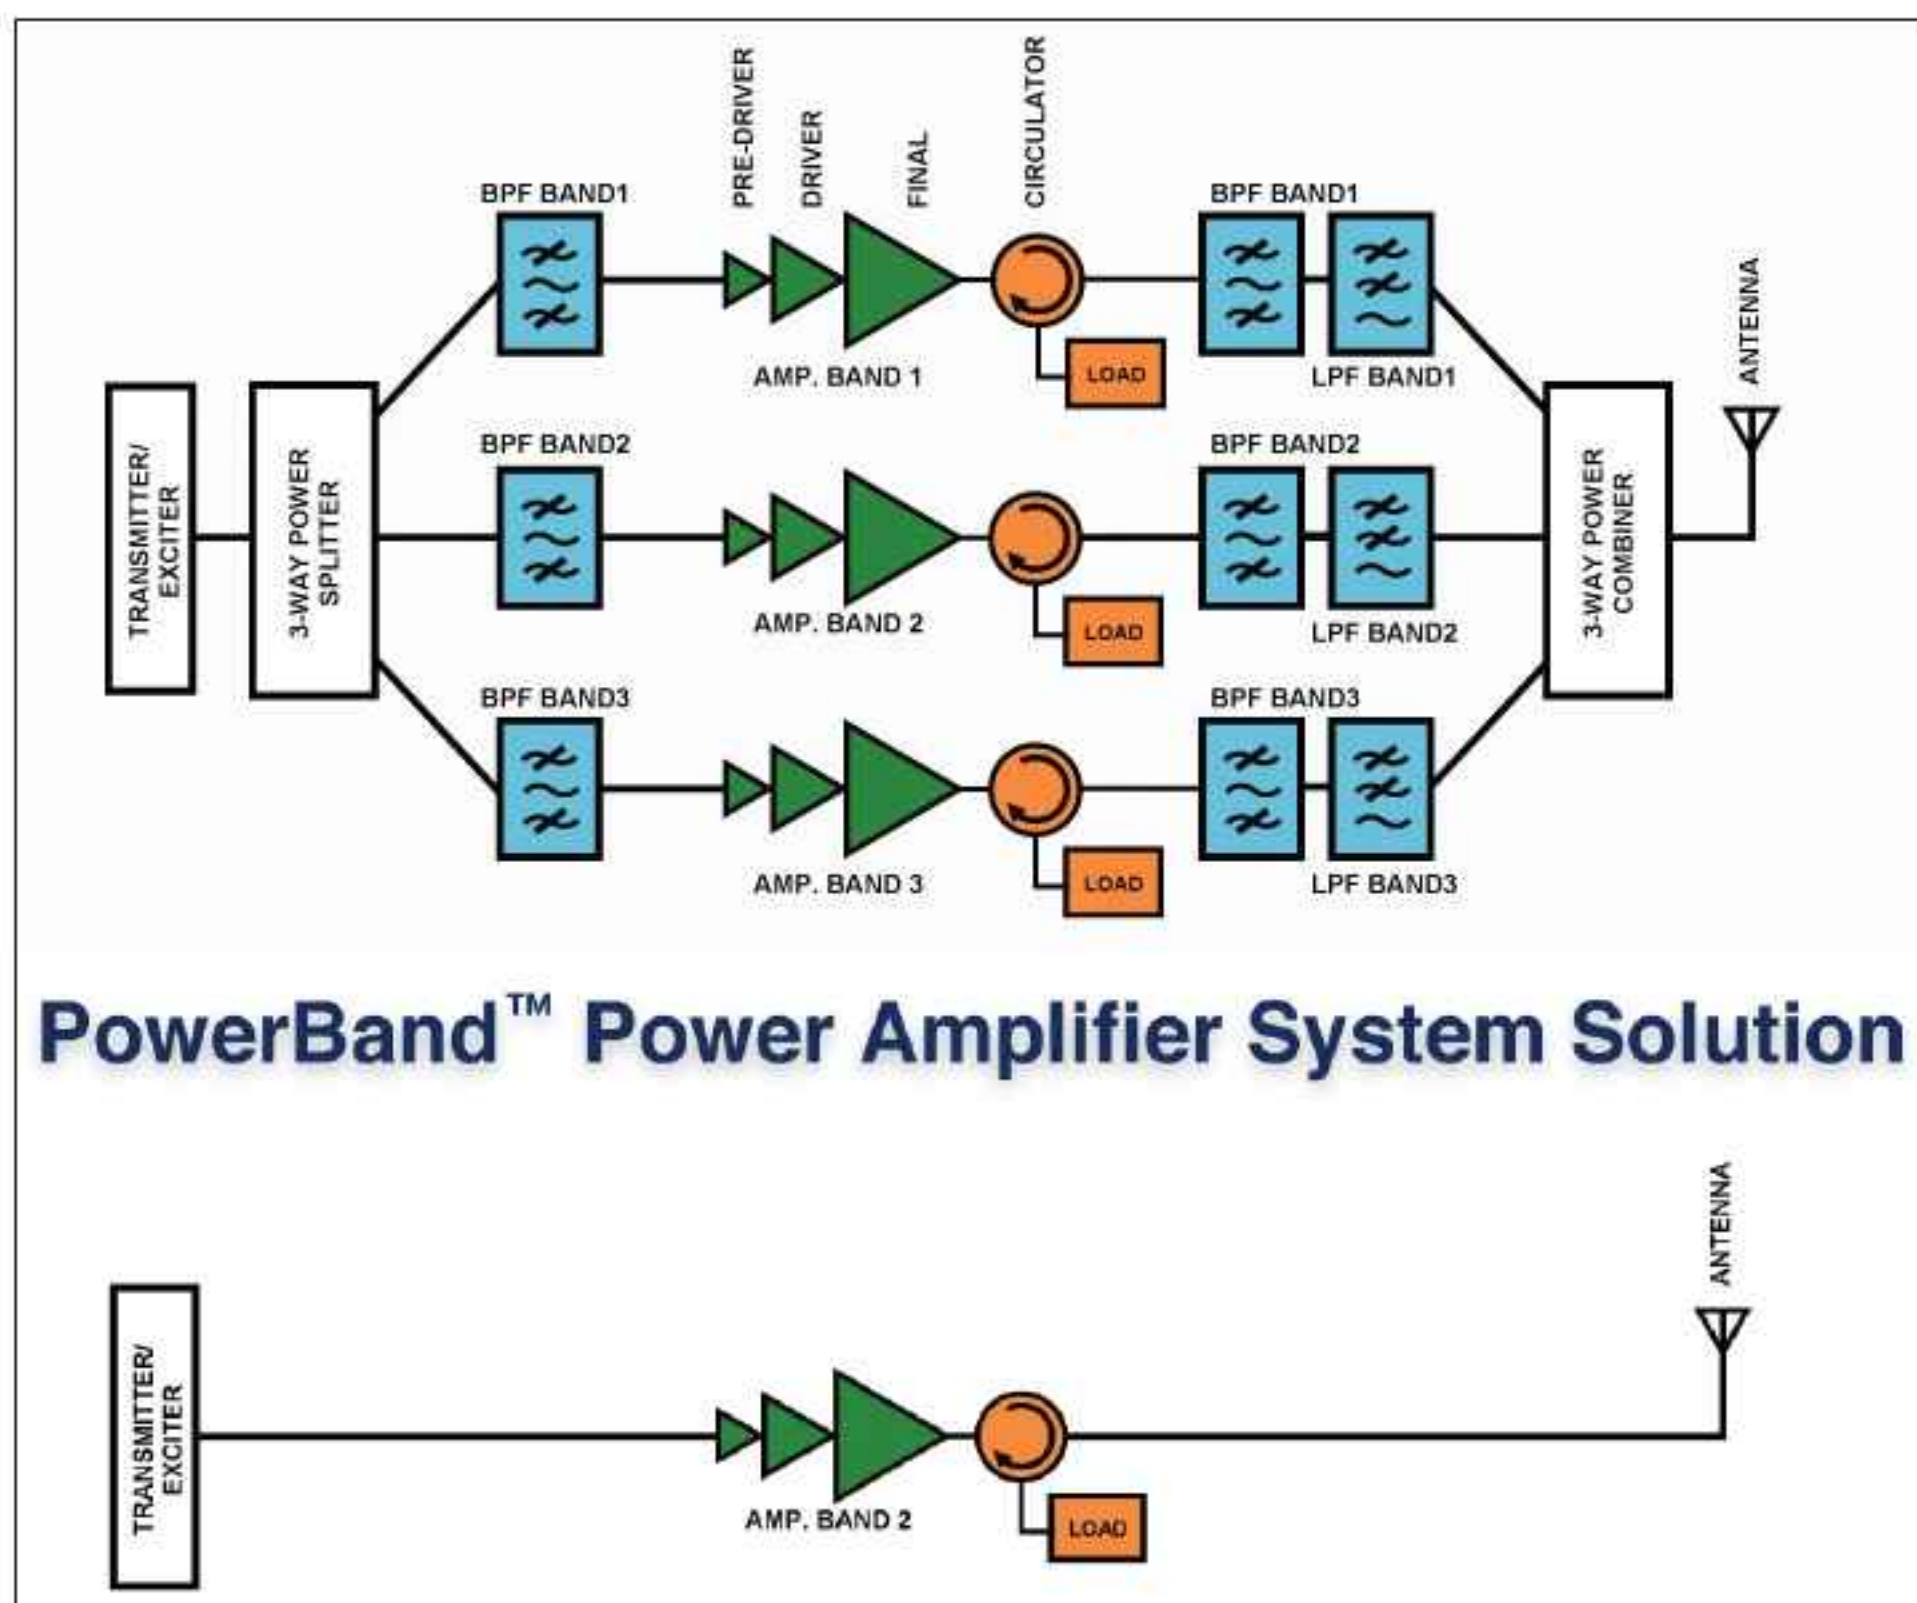 PRE-DRIVER
DRIVER
FINAL
CIRCULATOR
BPF BAND1
BPF BAND1
AMP. BAND 1
LOAD
LPF BAND1
ANTENNA
TRANSMITTER/
EXCITER
3-WAY POWER
SPLITTER
BPF BAND2
BPF BAND2
AMP. BAND 2
LOAD
LPF BAND2
3-WAY POWER
COMBINER
BPF BAND3
BPF BAND3
AMP. BAND 3
LOAD
LPF BAND3
PowerBand™ Power Amplifier System Solution
ANTENNA
TRANSMITTER/
EXCITER
AMP. BAND 2
LOAD